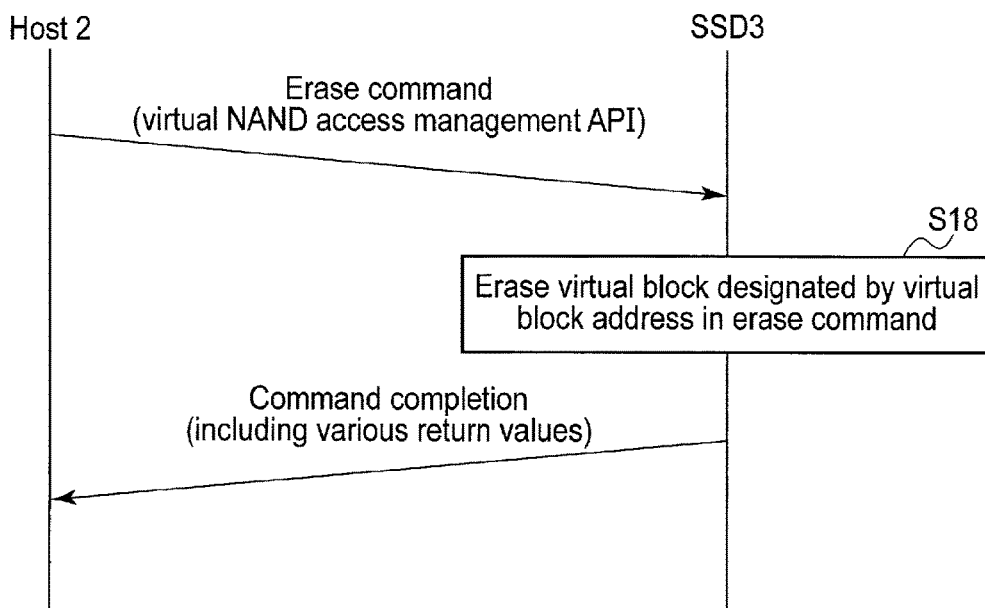 Host 2
SSD3
Erase command
(virtual NAND access management API)
S18
Erase virtual block designated by virtual
block address in erase command
Command completion
(including various return values)